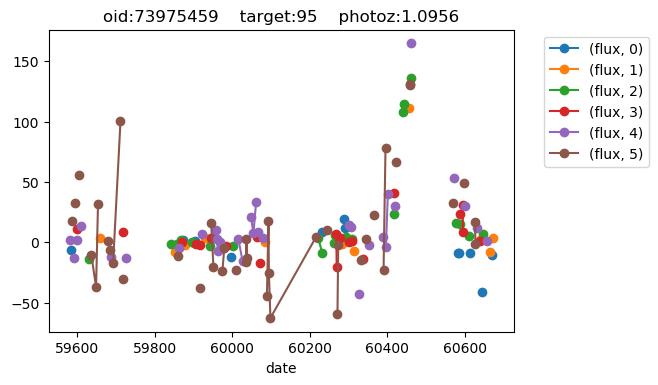 oid:73975459 target:95 photoz:1.0956
150
100
50
0
−50
59600 59800 60000 60200 60400 60600
date
(flux, 0)
(flux, 1)
(flux, 2)
(flux, 3)
(flux, 4)
(flux, 5)